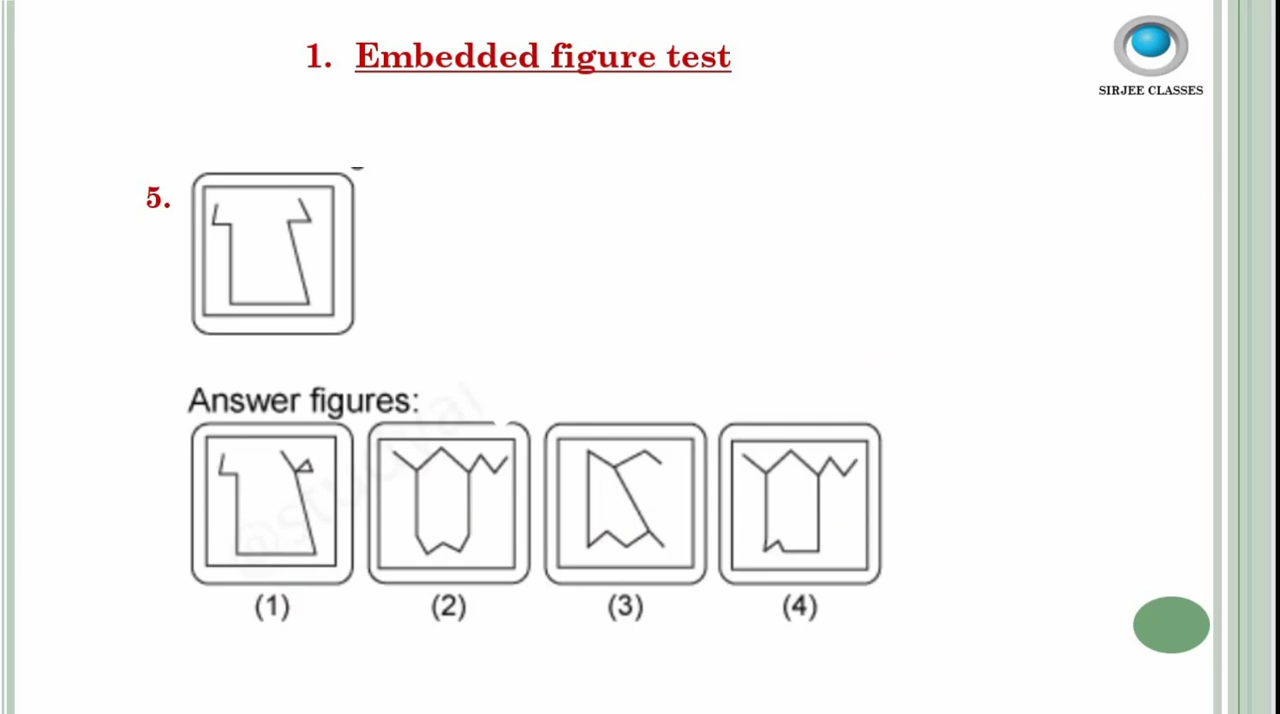 1. Embedded figure test
SIRJEE CLASSES
5.
Answer figures:
(1) (2) (3) (4)